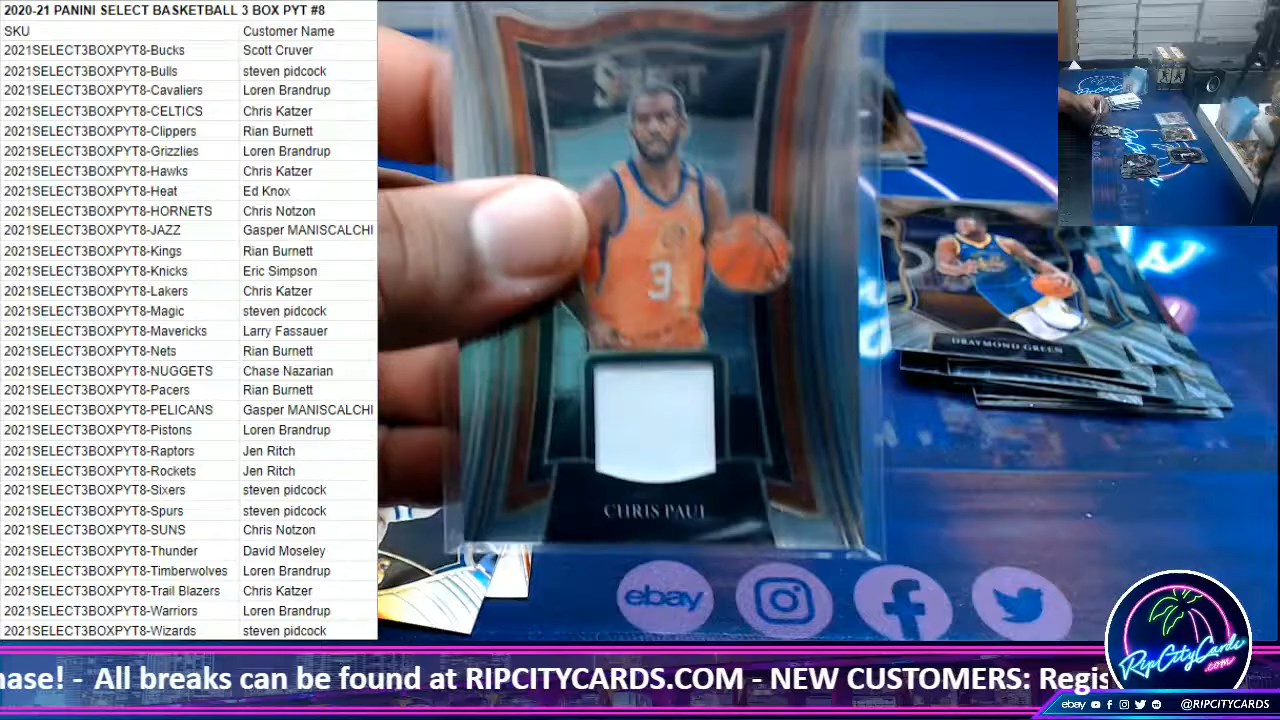 2020-21 PANINI SELECT BASKETBALL 3 BOX PYT #8
SKU Customer Name
2021SELECT3BOXPYT8-Bucks Scott Cruver
2021SELECT3BOXPYT8-Bulls steven pidcock
2021SELECT3BOXPYT8-Cavaliers Loren Brandrup
2021SELECT3BOXPYT8-CELTICS Chris Katzer
2021SELECT3BOXPYT8-Clippers Rian Burnett
2021SELECT3BOXPYT8-Grizzlies Loren Brandrup
2021SELECT3BOXPYT8-Hawks Chris Katzer
2021SELECT3BOXPYT8-Heat Ed Knox
2021SELECT3BOXPYT8-HORNETS Chris Notzon
2021SELECT3BOXPYT8-JAZZ Gasper MANISCALCHI
2021SELECT3BOXPYT8-Kings Rian Burnett
2021SELECT3BOXPYT8-Knicks Eric Simpson
2021SELECT3BOXPYT8-Lakers Chris Katzer
2021SELECT3BOXPYT8-Magic steven pidcock
2021SELECT3BOXPYT8-Mavericks Larry Fassauer
2021SELECT3BOXPYT8-Nets Rian Burnett
2021SELECT3BOXPYT8-NUGGETS Chase Nazarian
2021SELECT3BOXPYT8-Pacers Rian Burnett
2021SELECT3BOXPYT8-PELICANS Gasper MANISCALCHI
2021SELECT3BOXPYT8-Pistons Loren Brandrup
2021SELECT3BOXPYT8-Raptors Jen Ritch
2021SELECT3BOXPYT8-Rockets Jen Ritch
2021SELECT3BOXPYT8-Sixers steven pidcock
2021SELECT3BOXPYT8-Spurs steven pidcock
2021SELECT3BOXPYT8-SUNS Chris Notzon
2021SELECT3BOXPYT8-Thunder David Moseley
2021SELECT3BOXPYT8-Timberwolves Loren Brandrup
2021SELECT3BOXPYT8-Trail Blazers Chris Katzer
2021SELECT3BOXPYT8-Warriors Loren Brandrup
2021SELECT3BOXPYT8-Wizards steven pidcock
SELECT
3
CHRIS PAUL
DRAYMOND GREEN
ebay
RipCityCards
.com
hase! - All breaks can be found at RIPCITYCARDS.COM - NEW CUSTOMERS: Regis
ebay @RIPCITYCARDS